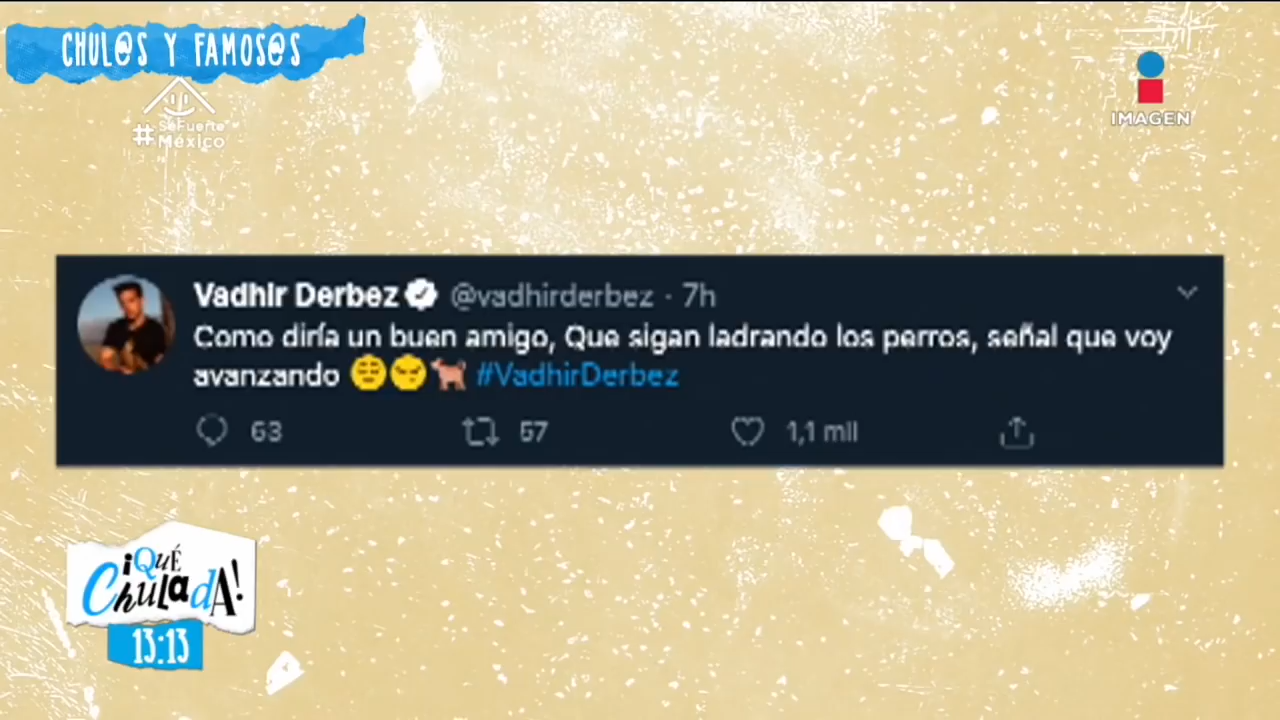 CHUL@S Y FAMOS@S
#SéFuerte
México
IMAGEN
Vadhir Derbez @vadhirderbez · 7h
Como diría un buen amigo, Que sigan ladrando los perros, señal que voy
avanzando 😔😠🐕 #VadhirDerbez
63 57 1,1 mil
¡Qué
Chulada!
13:13